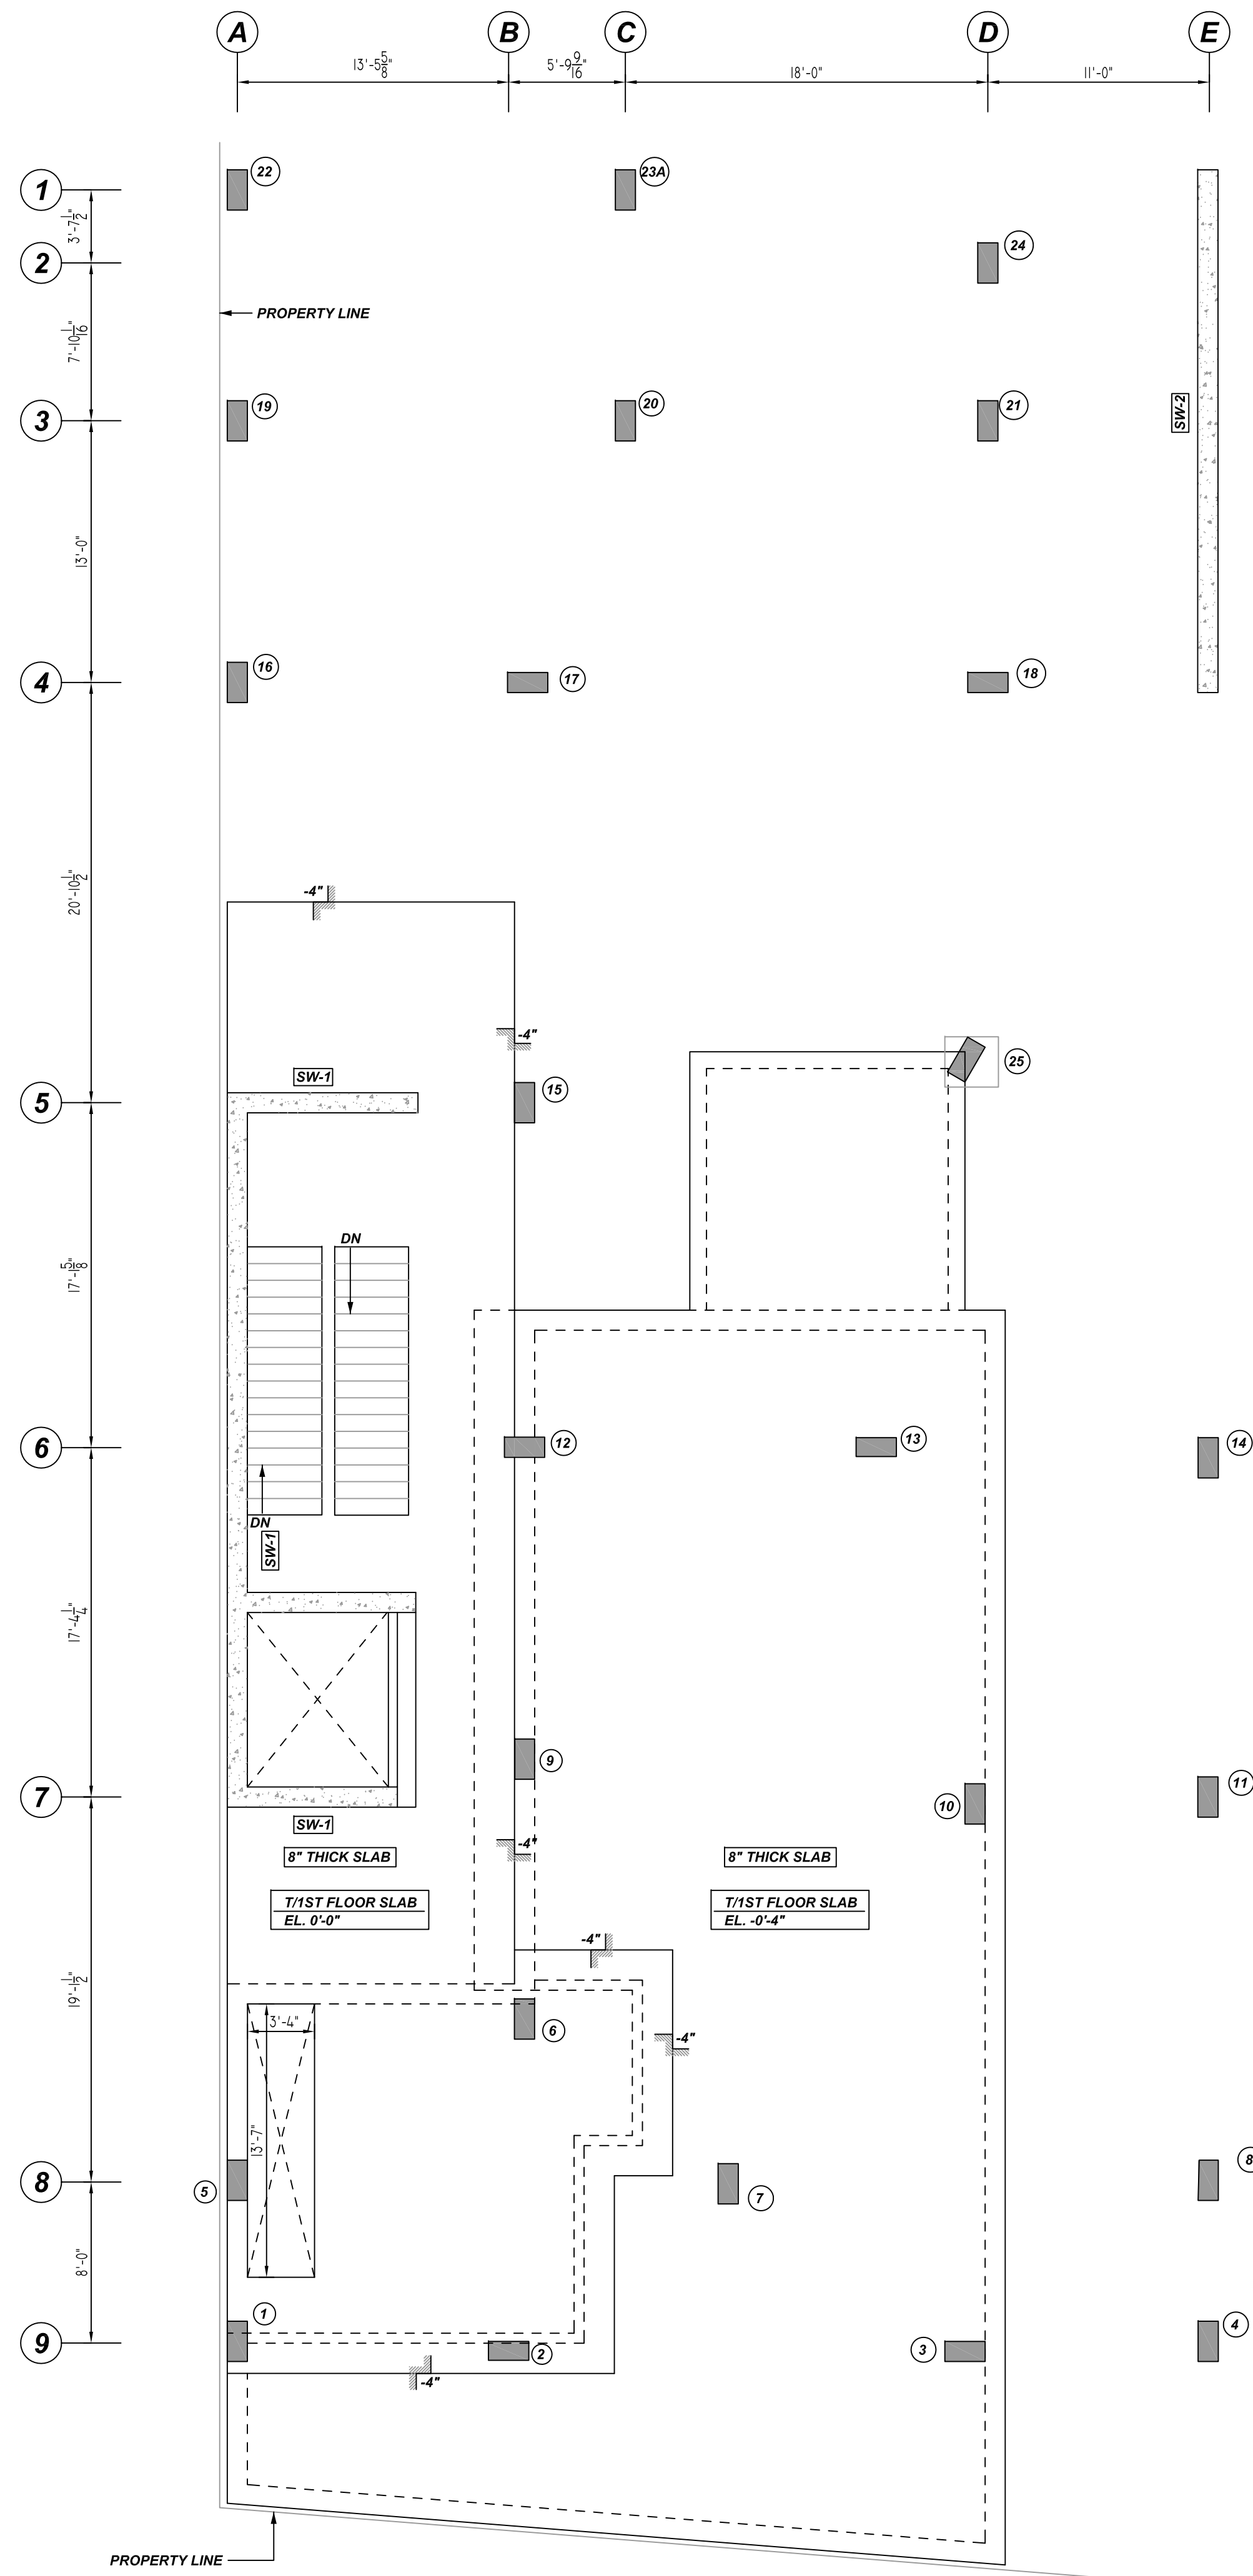 A B C D E
13'-5 5/8" 5'-9 9/16" 18'-0" 11'-0"
22 23A
1
3'-7 1/2"
24
2
PROPERTY LINE
7'-10 1/16"
19 20 21
3
SW-2
13'-0"
16 17 18
4
20'-10 1/2"
-4"
-4"
25
SW-1
15
5
DN
17'-1 5/8"
12 13 14
6
DN
SW-1
17'-4 1/4"
9
11
7
10
SW-1
-4"
8" THICK SLAB 8" THICK SLAB
T/1ST FLOOR SLAB T/1ST FLOOR SLAB
EL. 0'-0" EL. -0'-4"
-4"
19'-1 1/2"
3'-4"
6
-4"
13'-7"
8
8
5
7
8'-0"
1
4
9
2
3
-4"
PROPERTY LINE